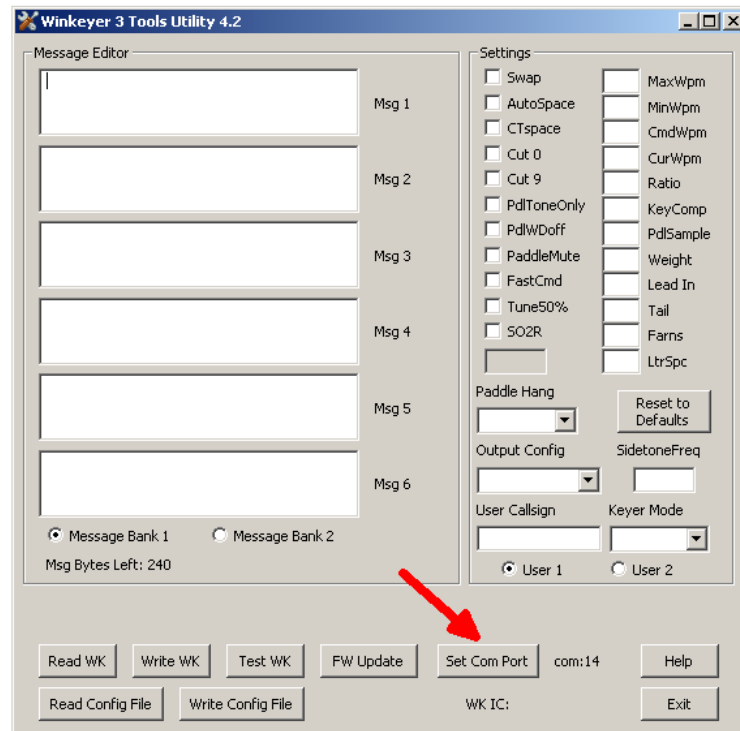 Winkeyer 3 Tools Utility 4.2
Message Editor
Msg 1
Msg 2
Msg 3
Msg 4
Msg 5
Msg 6
Message Bank 1 Message Bank 2
Msg Bytes Left: 240
Settings
Swap MaxWpm
AutoSpace MinWpm
CTspace CmdWpm
Cut 0 CurWpm
Cut 9 Ratio
PdlToneOnly KeyComp
PdlWDoff PdlSample
PaddleMute Weight
FastCmd Lead In
Tune50% Tail
SO2R Farns
LtrSpc
Paddle Hang
Reset to
Defaults
Output Config SidetoneFreq
User Callsign Keyer Mode
User 1 User 2
Read WK Write WK Test WK FW Update Set Com Port com:14 Help
Read Config File Write Config File WK IC: Exit